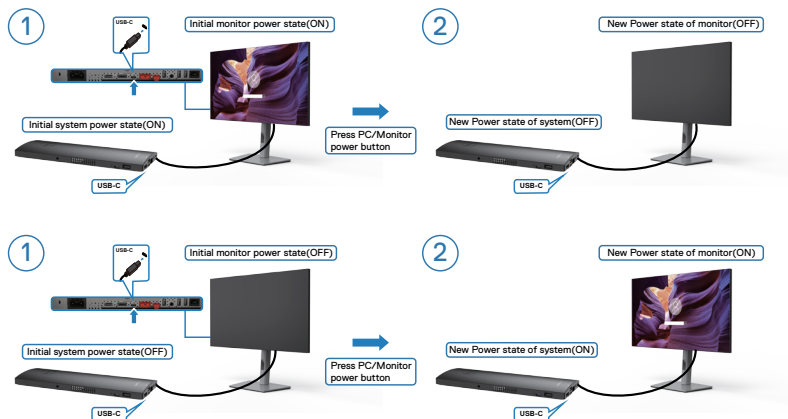 1
USB-C
Initial monitor power state(ON)
Initial system power state(ON)
USB-C
Press PC/Monitor
power button
2
New Power state of monitor(OFF)
New Power state of system(OFF)
USB-C
1
USB-C
Initial monitor power state(OFF)
Initial system power state(OFF)
USB-C
Press PC/Monitor
power button
2
New Power state of monitor(ON)
New Power state of system(ON)
USB-C